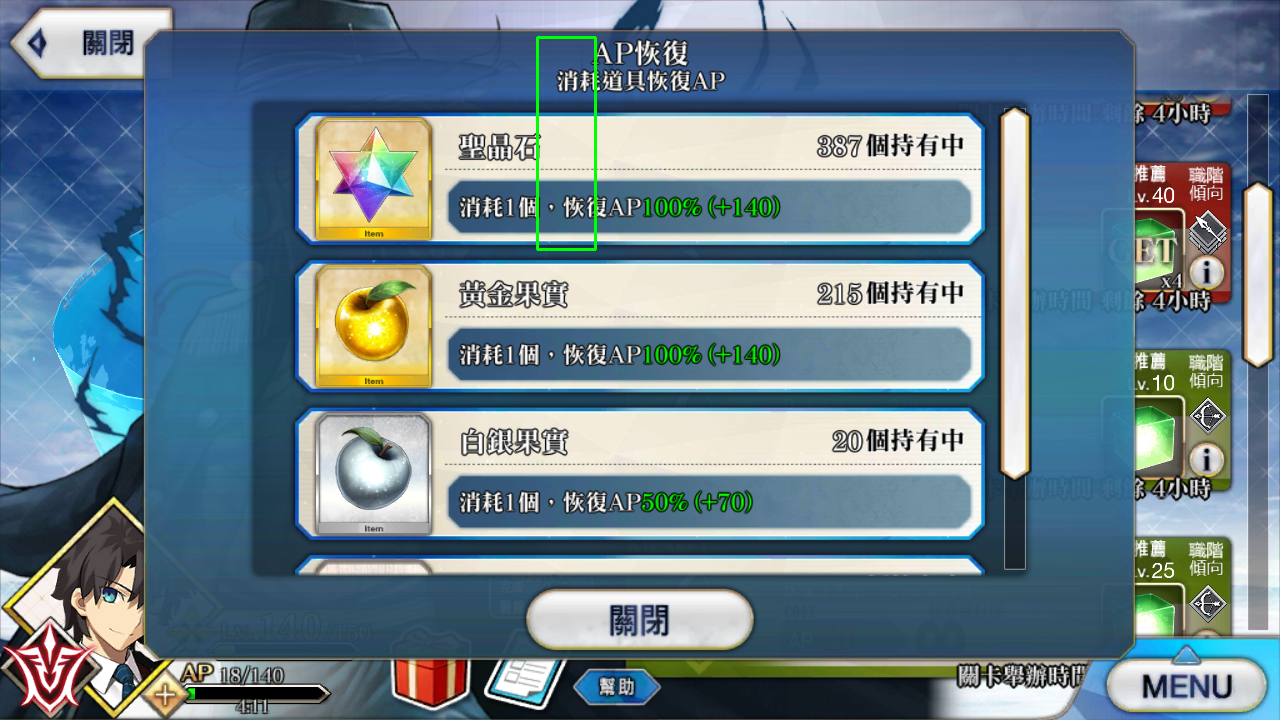 關閉
AP恢復
消耗道具恢復AP
聖晶石
387個持有中
消耗1個，恢復AP100% (+140)
Item
黃金果實
215個持有中
消耗1個，恢復AP100% (+140)
Item
白銀果實
20個持有中
消耗1個，恢復AP50% (+70)
Item
關閉
餘 4小時
推薦
Lv.40
職階
傾向
GET
x4
剩餘 4小時
推薦
Lv.10
職階
傾向
餘 4小時
推薦
Lv.25
職階
傾向
AP 18/140
4:11
幫助
關卡舉辦時間
MENU